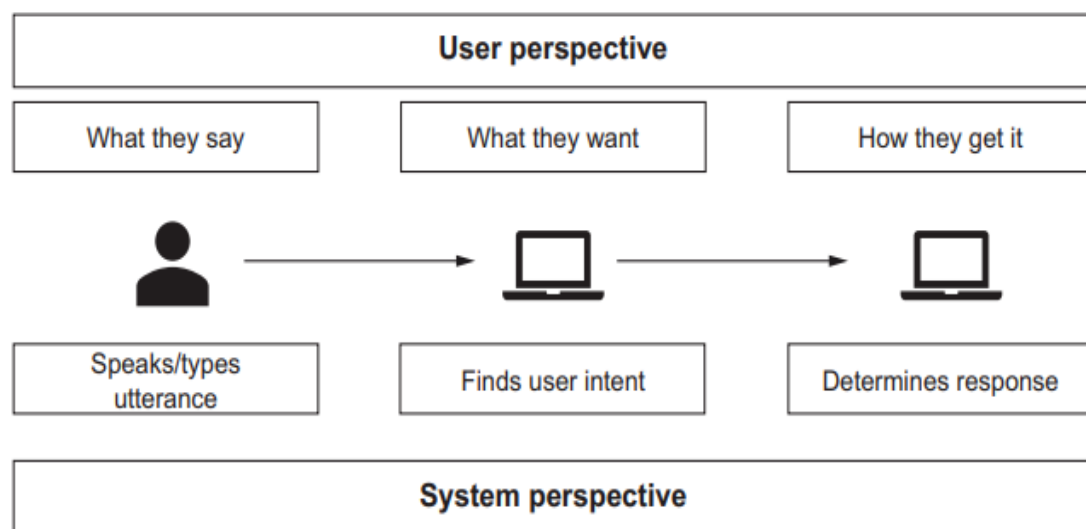 User perspective
What they say
What they want
How they get it
Speaks/types
utterance
Finds user intent
Determines response
System perspective